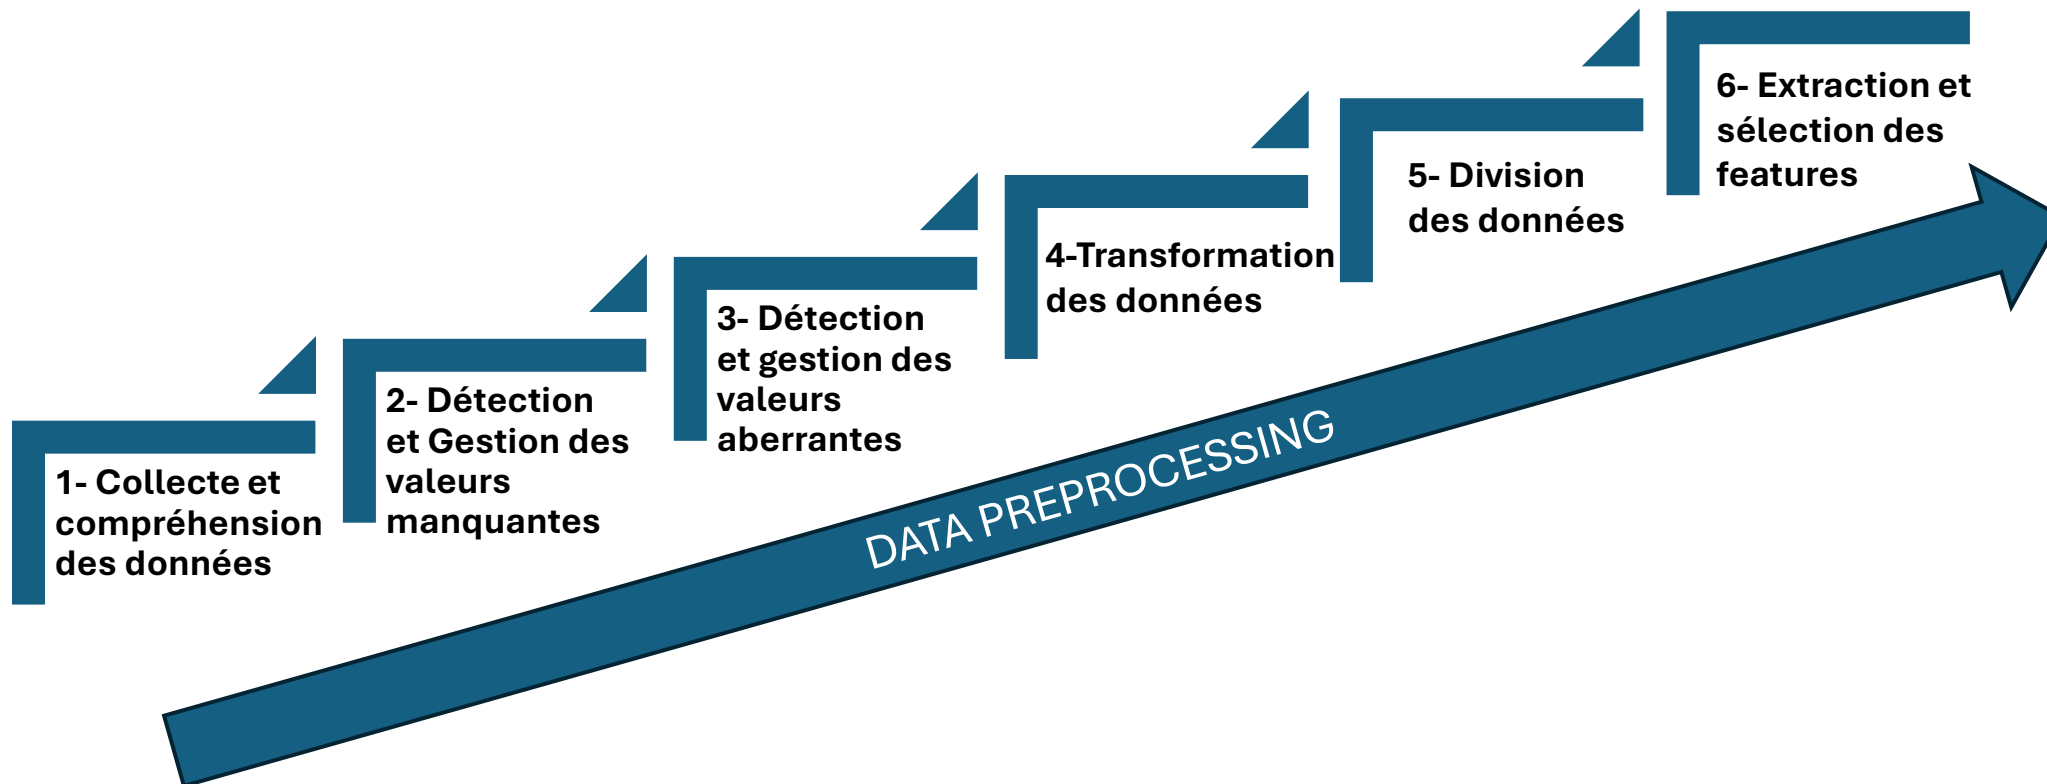 1- Collecte et
compréhension
des données
2- Détection
et Gestion des
valeurs
manquantes
3- Détection
et gestion des
valeurs
aberrantes
4-Transformation
des données
5- Division
des données
6- Extraction et
sélection des
features
DATA PREPROCESSING